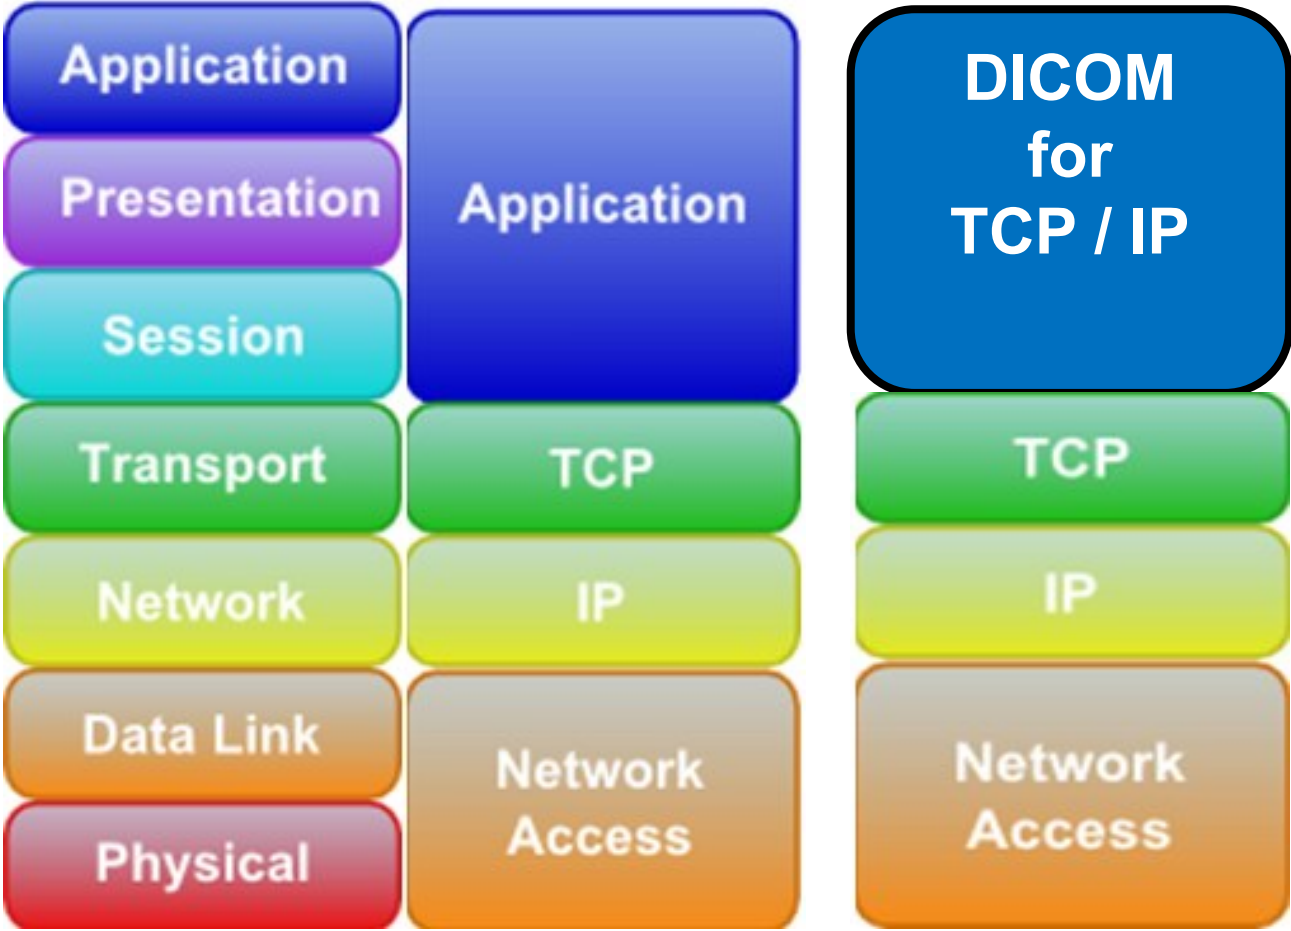 Application
Presentation
Session
Transport
Network
Data Link
Physical
Application
TCP
IP
Network
Access
DICOM
for
TCP / IP
TCP
IP
Network
Access